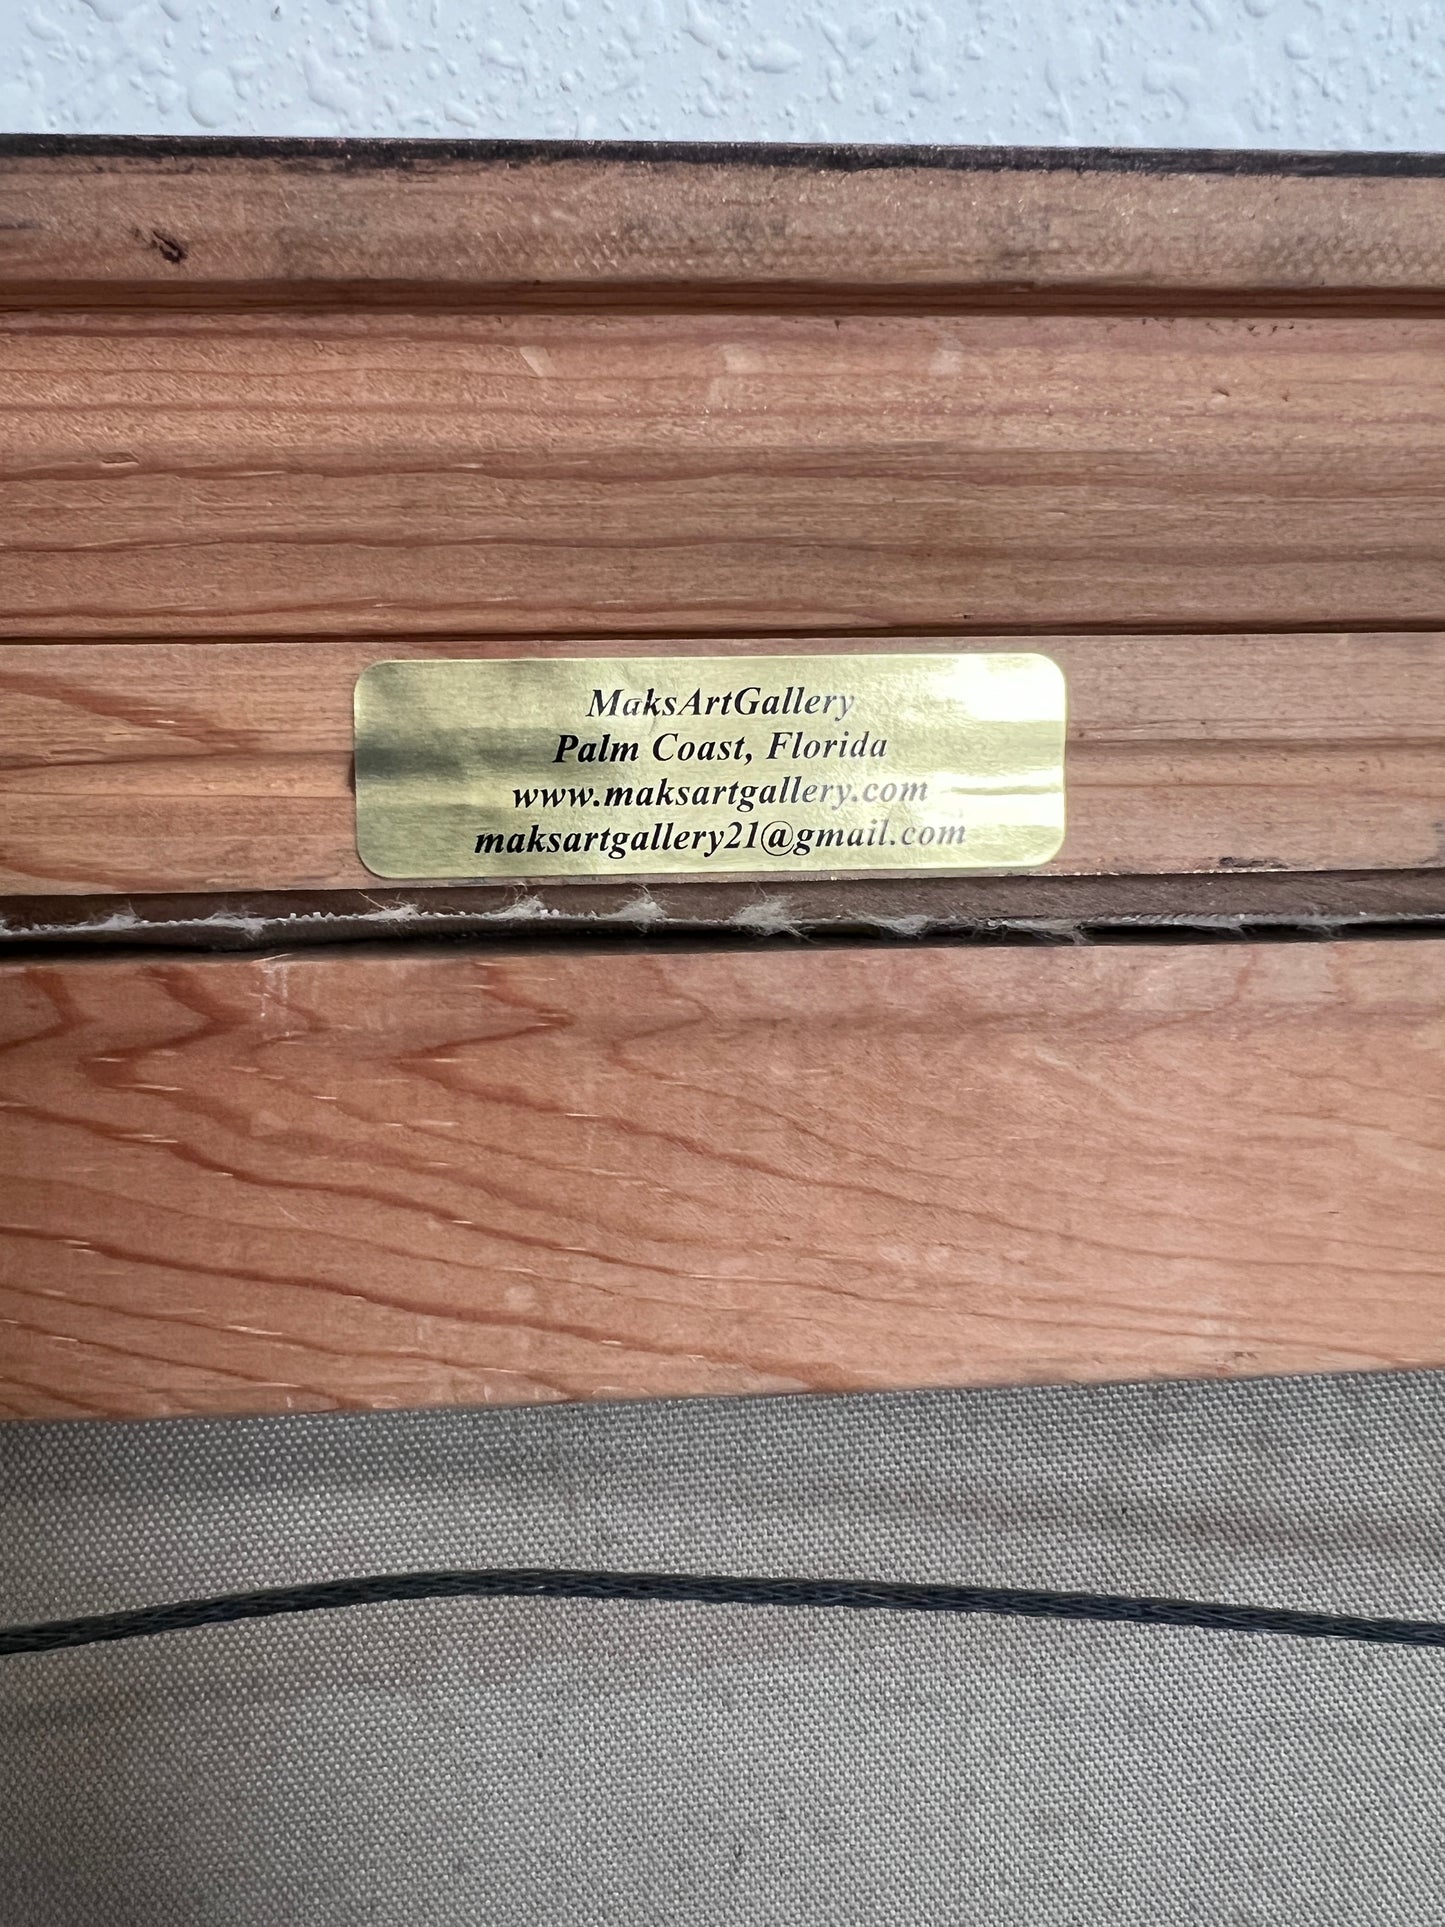 MaksArtGallery
Palm Coast, Florida
www.maksartgallery.com
maksartgallery21@gmail.com